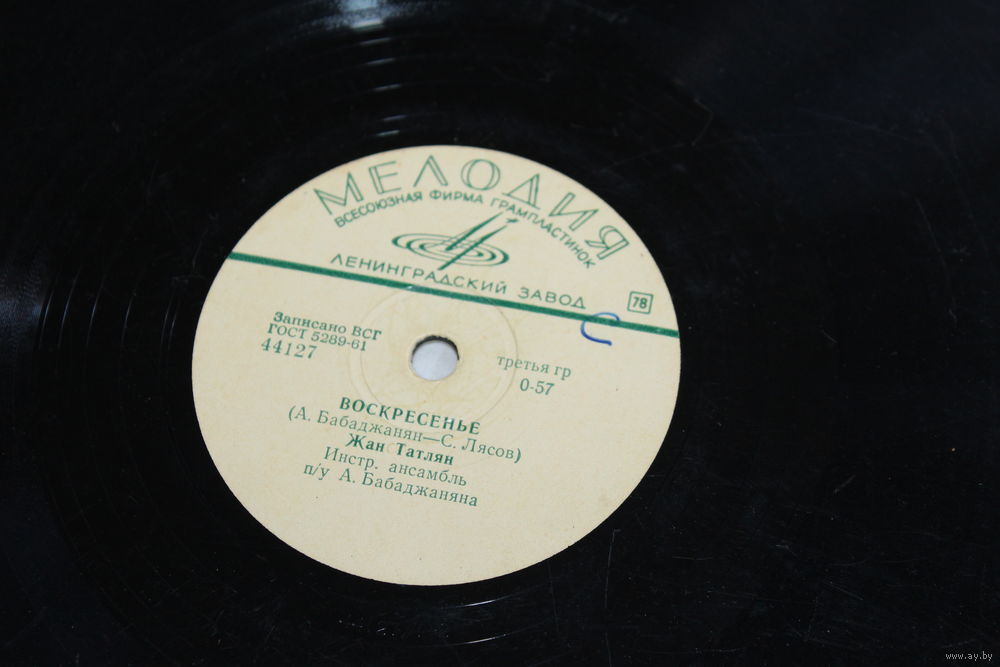 МЕЛОДИЯ
ВСЕСОЮЗНАЯ ФИРМА ГРАМПЛАСТИНОК
ЛЕНИНГРАДСКИЙ ЗАВОД
78
Записано ВСГ
ГОСТ 5289-61
44127
третья гр
0-57
ВОСКРЕСЕНЬЕ
(А. Бабаджанян—С. Лясов)
Жан Татлян
Инстр. ансамбль
п/у А. Бабаджаняна
www.ay.by